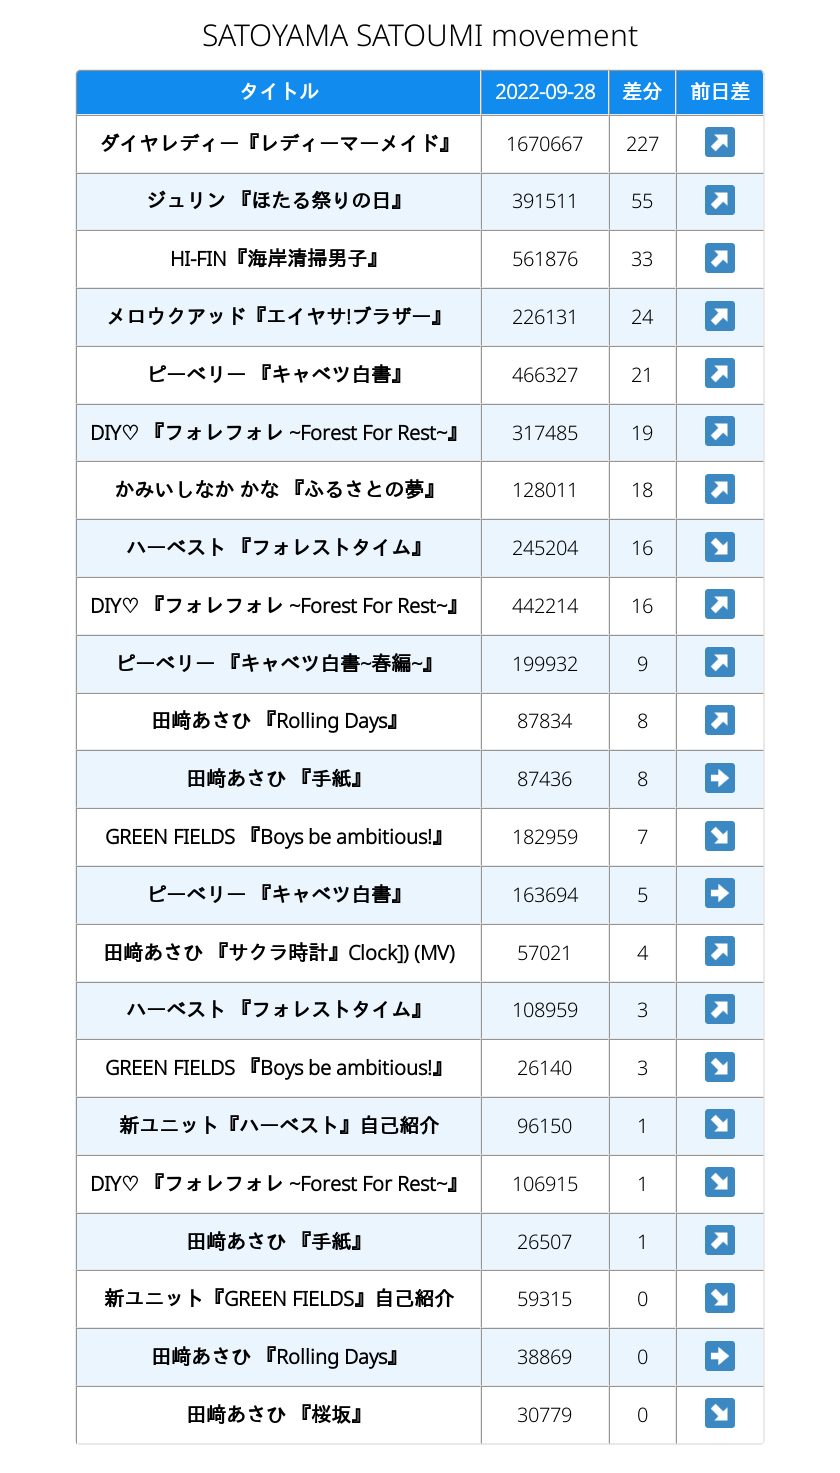 SATOYAMA SATOUMI movement
タイトル 2022-09-28 差分 前日差
ダイヤレディー『レディーマーメイド』 1670667 227 ↗
ジュリン 『ほたる祭りの日』 391511 55 ↗
HI-FIN『海岸清掃男子』 561876 33 ↗
メロウクアッド『エイヤサ!ブラザー』 226131 24 ↗
ピーベリー 『キャベツ白書』 466327 21 ↗
DIY♡ 『フォレフォレ ~Forest For Rest~』 317485 19 ↗
かみいしなか かな 『ふるさとの夢』 128011 18 ↗
ハーベスト 『フォレストタイム』 245204 16 ↘
DIY♡ 『フォレフォレ ~Forest For Rest~』 442214 16 ↗
ピーベリー 『キャベツ白書~春編~』 199932 9 ↗
田﨑あさひ 『Rolling Days』 87834 8 ↗
田﨑あさひ 『手紙』 87436 8 ➡
GREEN FIELDS 『Boys be ambitious!』 182959 7 ↘
ピーベリー 『キャベツ白書』 163694 5 ➡
田﨑あさひ 『サクラ時計』Clock]) (MV) 57021 4 ↗
ハーベスト 『フォレストタイム』 108959 3 ↗
GREEN FIELDS 『Boys be ambitious!』 26140 3 ↘
新ユニット『ハーベスト』自己紹介 96150 1 ↘
DIY♡ 『フォレフォレ ~Forest For Rest~』 106915 1 ↘
田﨑あさひ 『手紙』 26507 1 ↗
新ユニット『GREEN FIELDS』自己紹介 59315 0 ↘
田﨑あさひ 『Rolling Days』 38869 0 ➡
田﨑あさひ 『桜坂』 30779 0 ↘